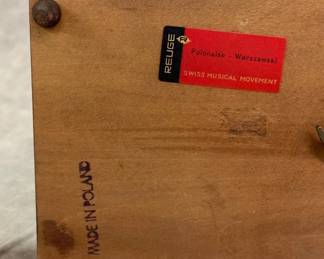 REUGE
Polonaise - Warszawski
SWISS MUSICAL MOVEMENT
MADE IN POLAND